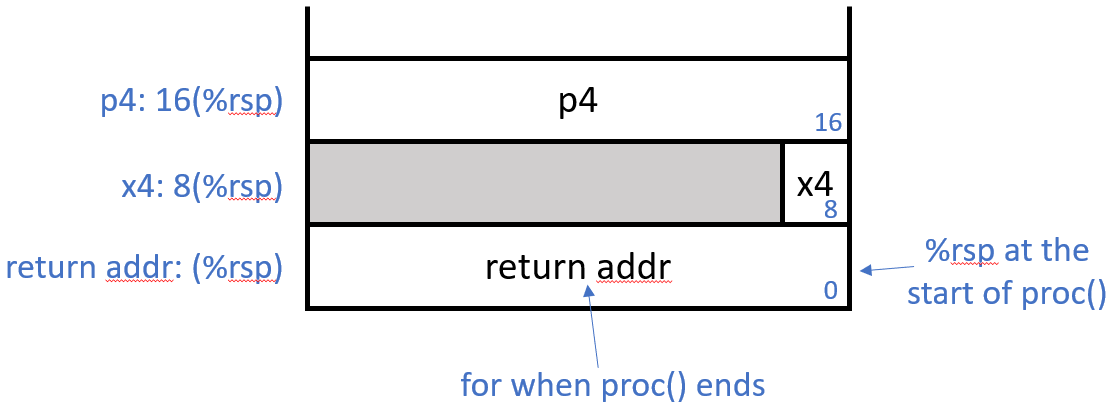 p4: 16(%rsp)
p4
16
x4: 8(%rsp)
x4
8
return addr: (%rsp)
return addr
0
%rsp at the
start of proc()
for when proc() ends